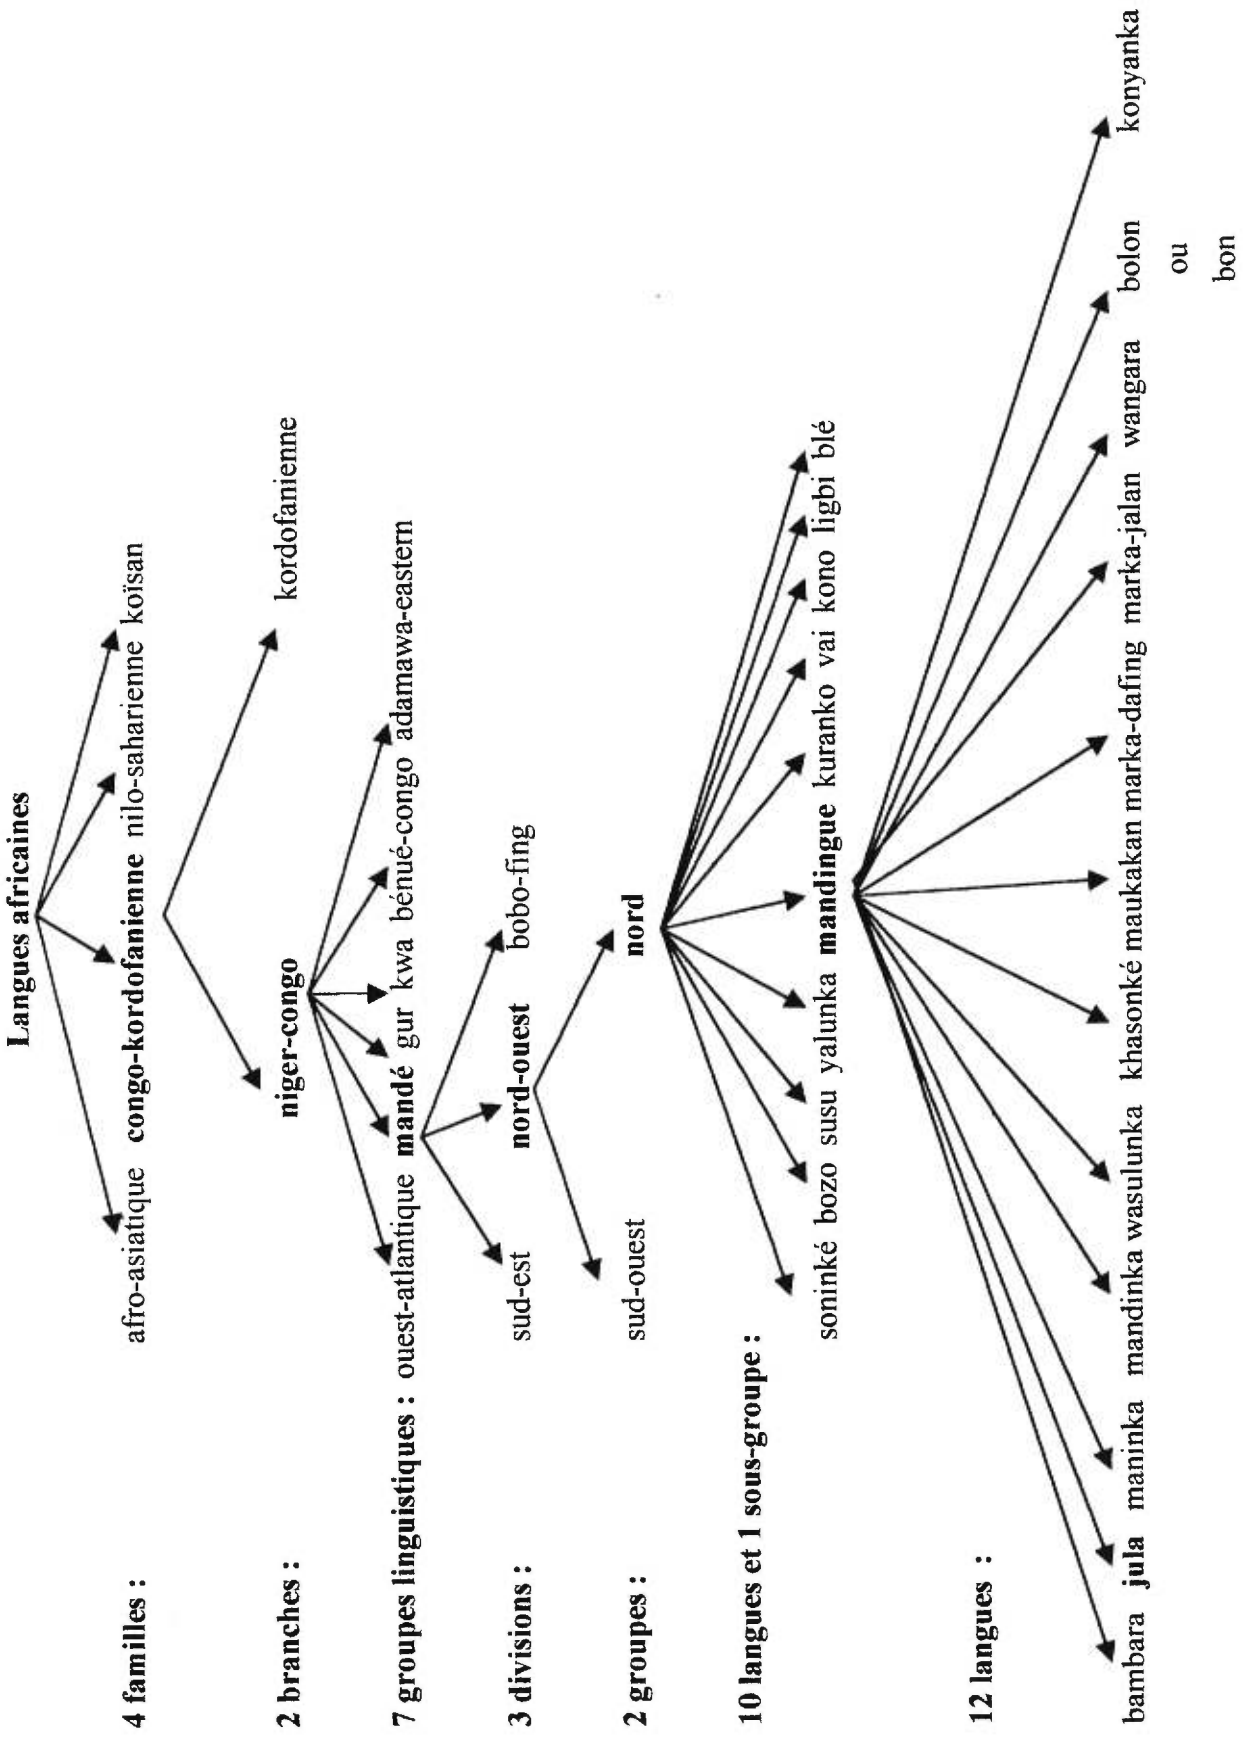 Langues africaines
4 familles : afro-asiatique congo-kordofanienne nilo-saharienne koïsan
2 branches : niger-congo kordofanienne
7 groupes linguistiques : ouest-atlantique mandé gur kwa bénué-congo adamawa-eastern
3 divisions : sud-est nord-ouest bobo-fing
2 groupes : sud-ouest nord
10 langues et 1 sous-groupe :
soninké bozo susu yalunka mandingue kuranko vai kono ligbi blé
12 langues :
bambara jula maninka mandinka wasulunka khasonké maukakan marka-dafing marka-jalan wangara bolon konyanka
ou
bon